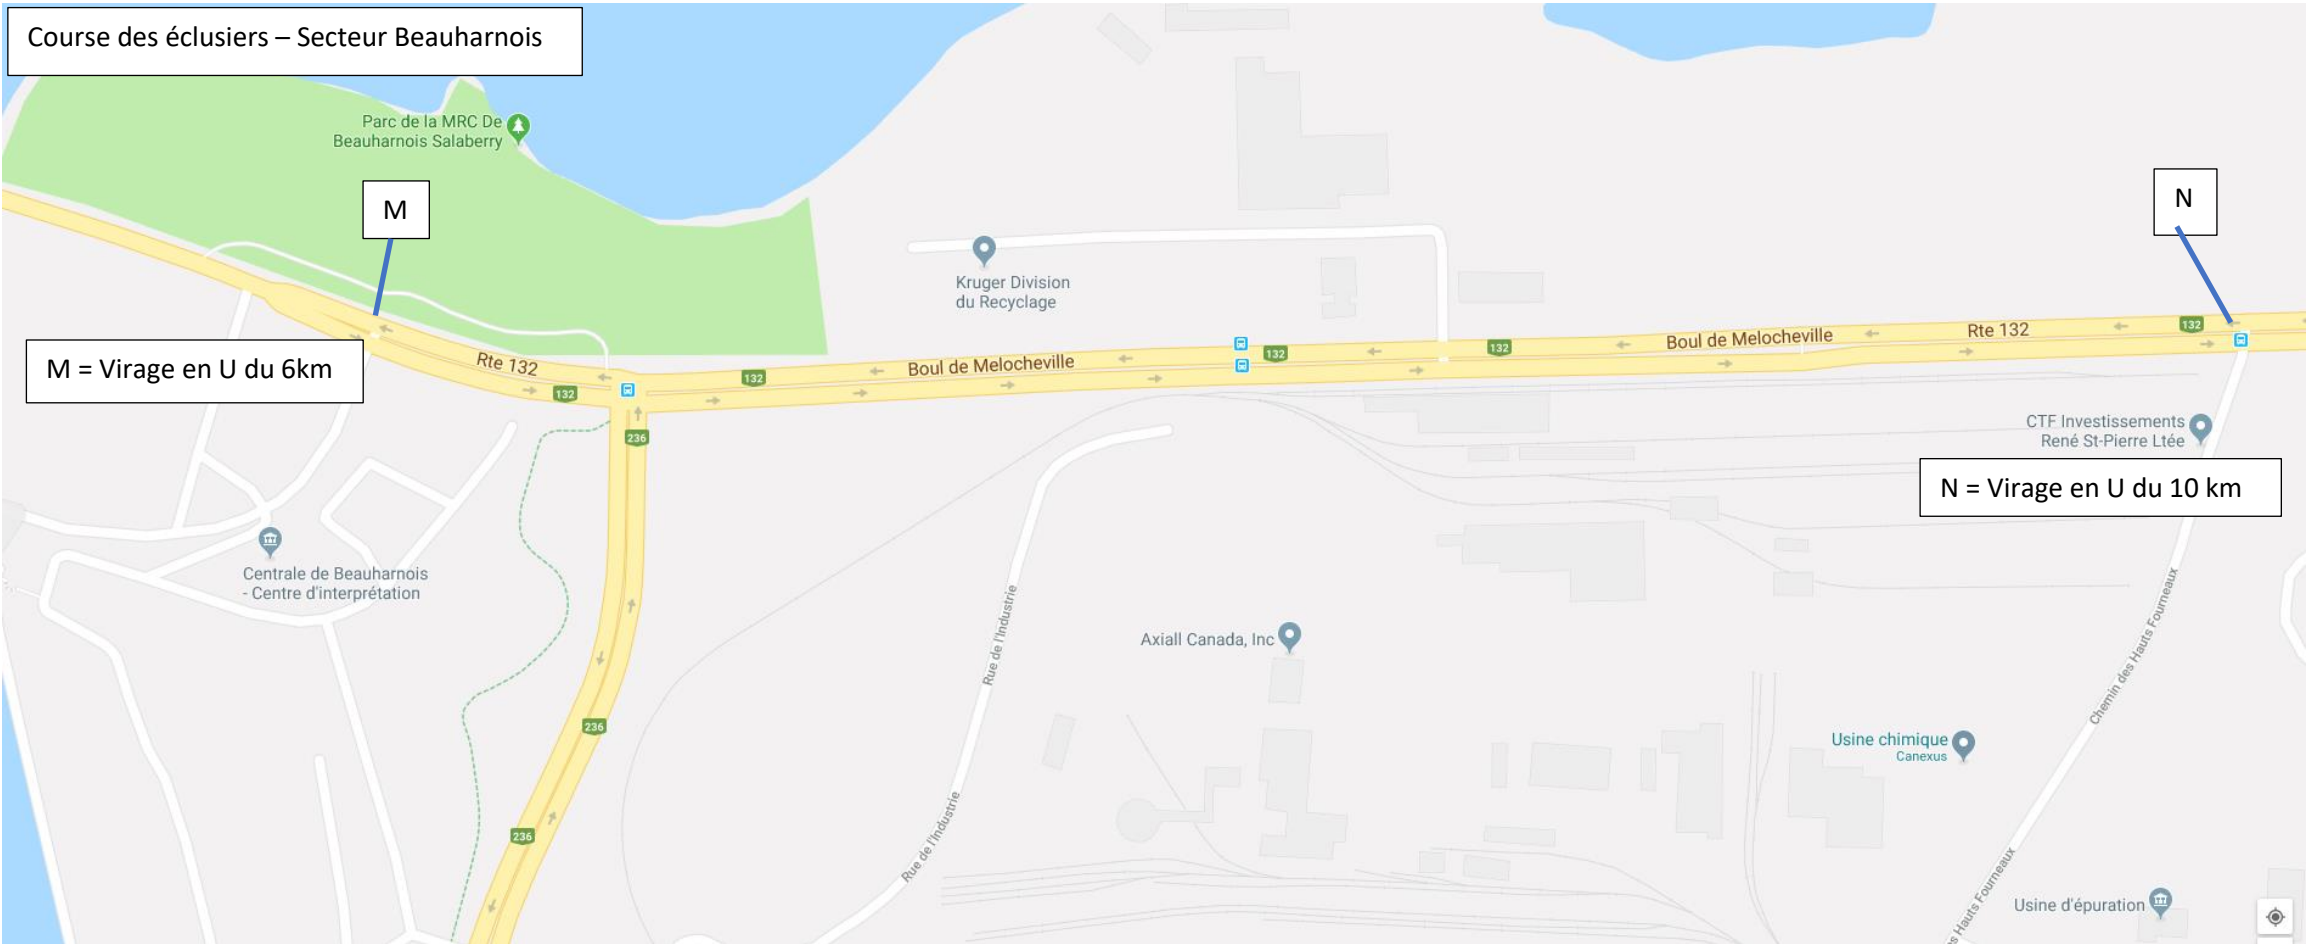 Course des éclusiers – Secteur Beauharnois
Parc de la MRC De
Beauharnois Salaberry
M
N
Kruger Division
du Recyclage
M = Virage en U du 6km
Rte 132
132
132
Boul de Melocheville
132
132
Boul de Melocheville
Rte 132
132
236
CTF Investissements
René St-Pierre Ltée
N = Virage en U du 10 km
Centrale de Beauharnois
- Centre d'interprétation
Rue de l'Industrie
Axiall Canada, Inc
Chemin des Hauts Fourneaux
236
Usine chimique
Canexus
236
Rue de l'Industrie
s Hauts Fourneaux
Usine d'épuration